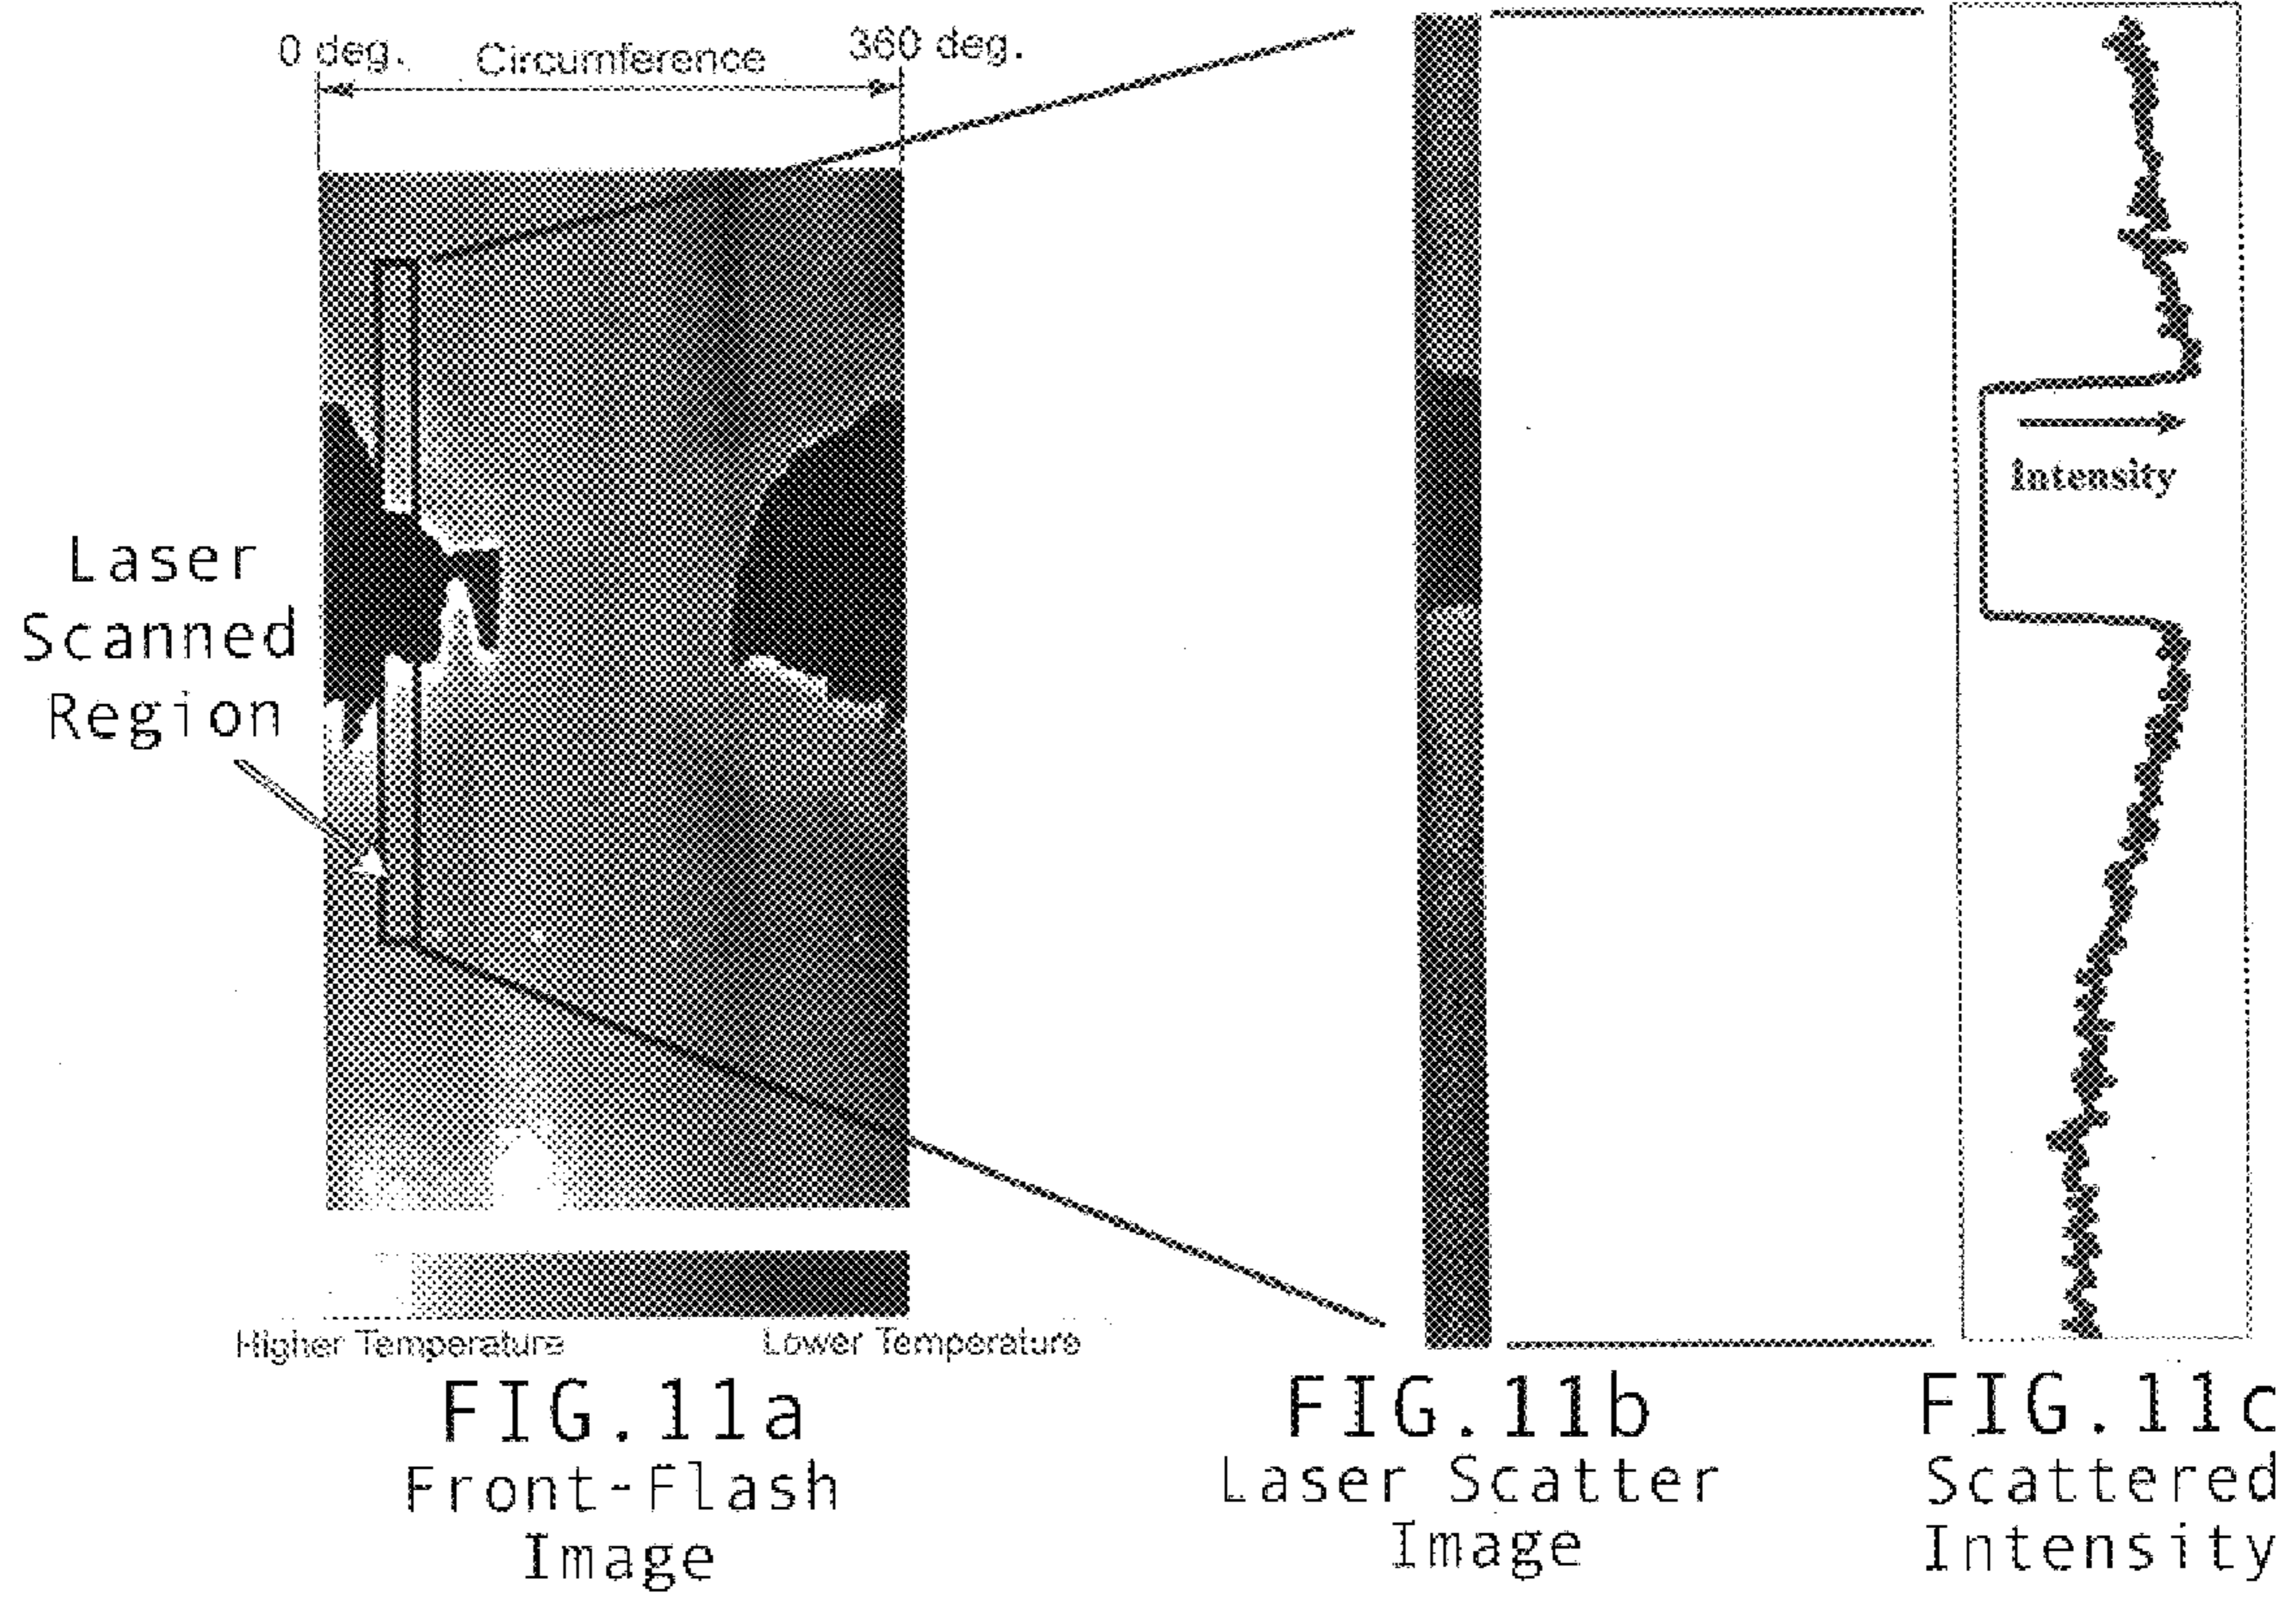 0 deg. Circumference 360 deg.
Laser
Scanned
Region
Intensity
Higher Temperature Lower Temperature
FIG.11a
Front-Flash
Image
FIG.11b
Laser Scatter
Image
FIG.11c
Scattered
Intensity